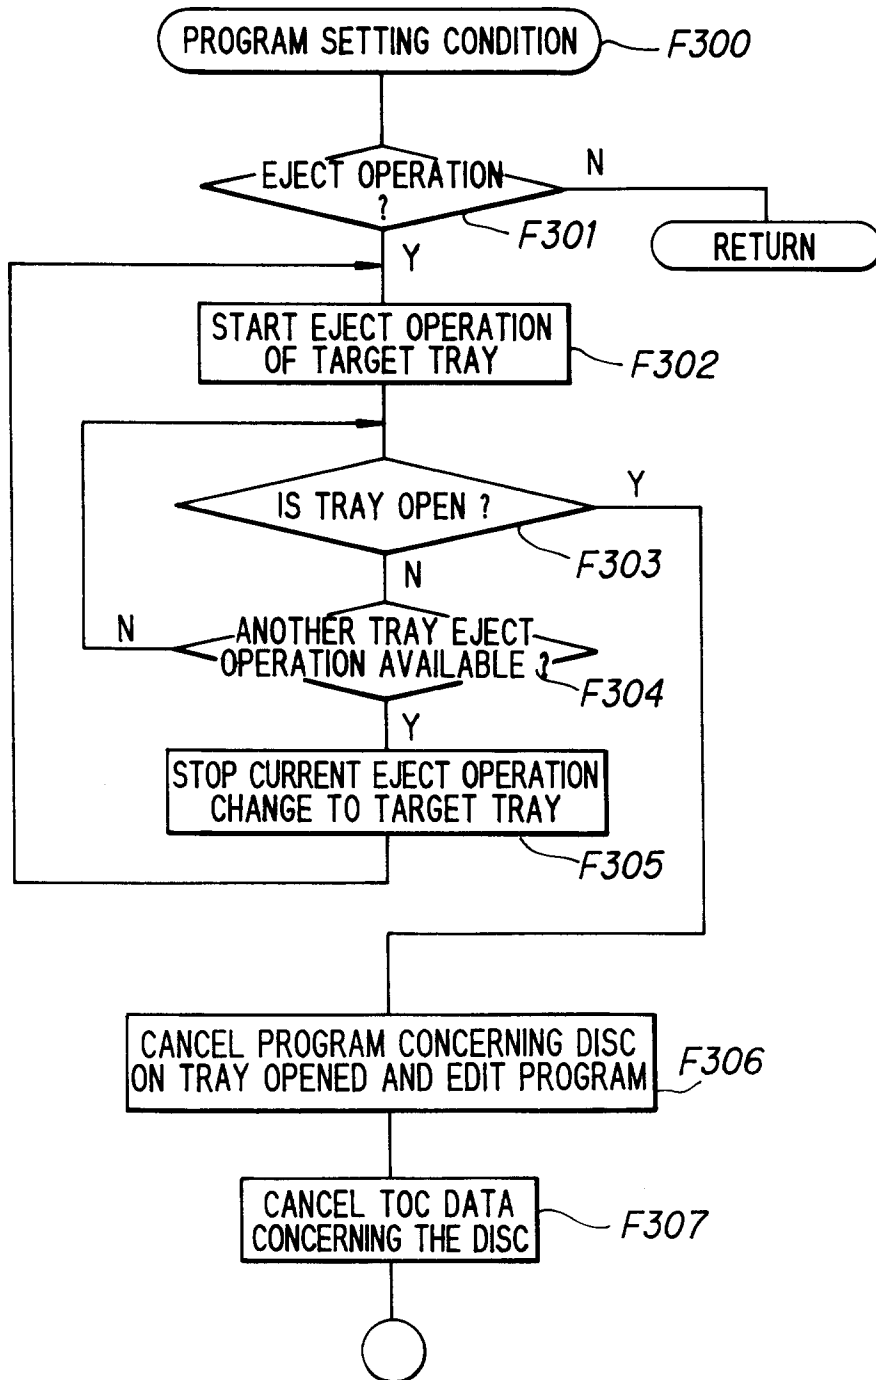 PROGRAM SETTING CONDITION
F300
EJECT OPERATION
?
N
F301
RETURN
Y
START EJECT OPERATION
OF TARGET TRAY
F302
IS TRAY OPEN ?
Y
F303
N
ANOTHER TRAY EJECT
OPERATION AVAILABLE ?
N
F304
Y
STOP CURRENT EJECT OPERATION
CHANGE TO TARGET TRAY
F305
CANCEL PROGRAM CONCERNING DISC
ON TRAY OPENED AND EDIT PROGRAM
F306
CANCEL TOC DATA
CONCERNING THE DISC
F307